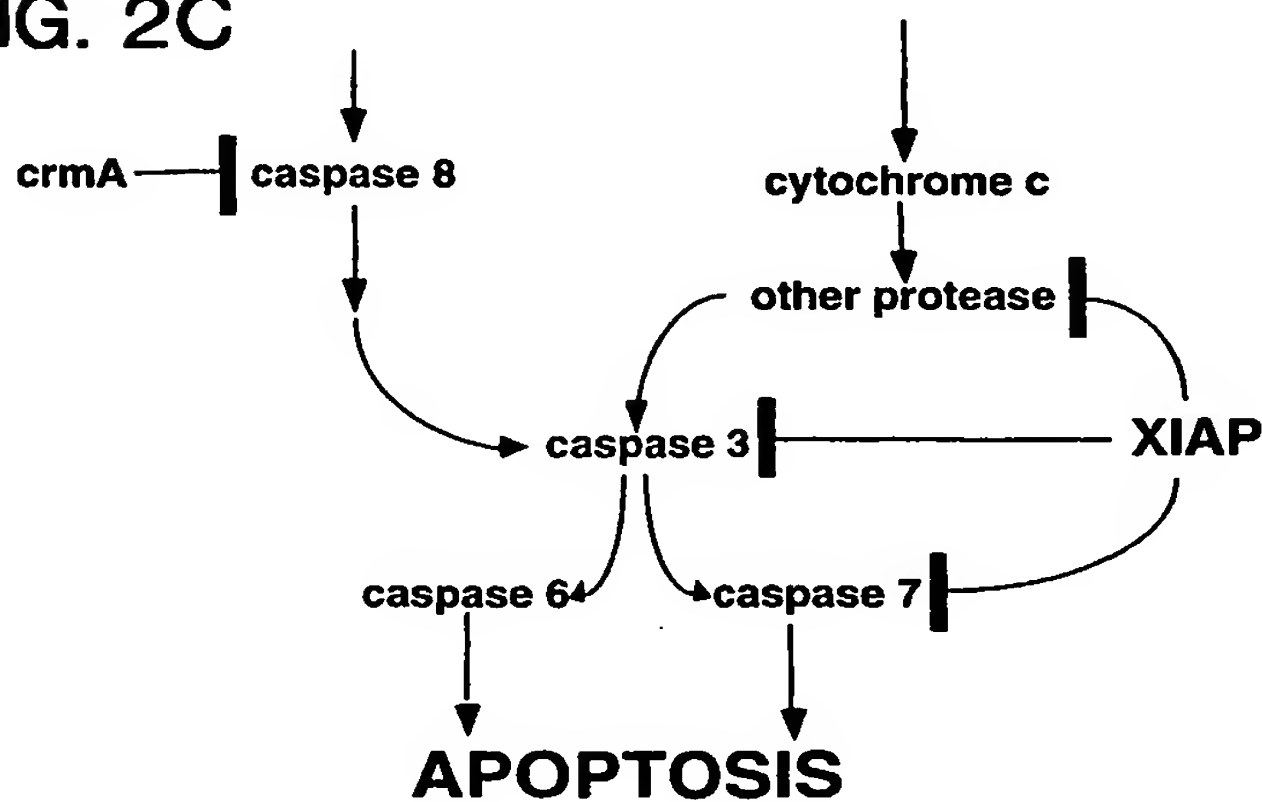 IG. 2C
crmA
caspase 8
cytochrome c
other protease
caspase 3
XIAP
caspase 6
caspase 7
APOPTOSIS